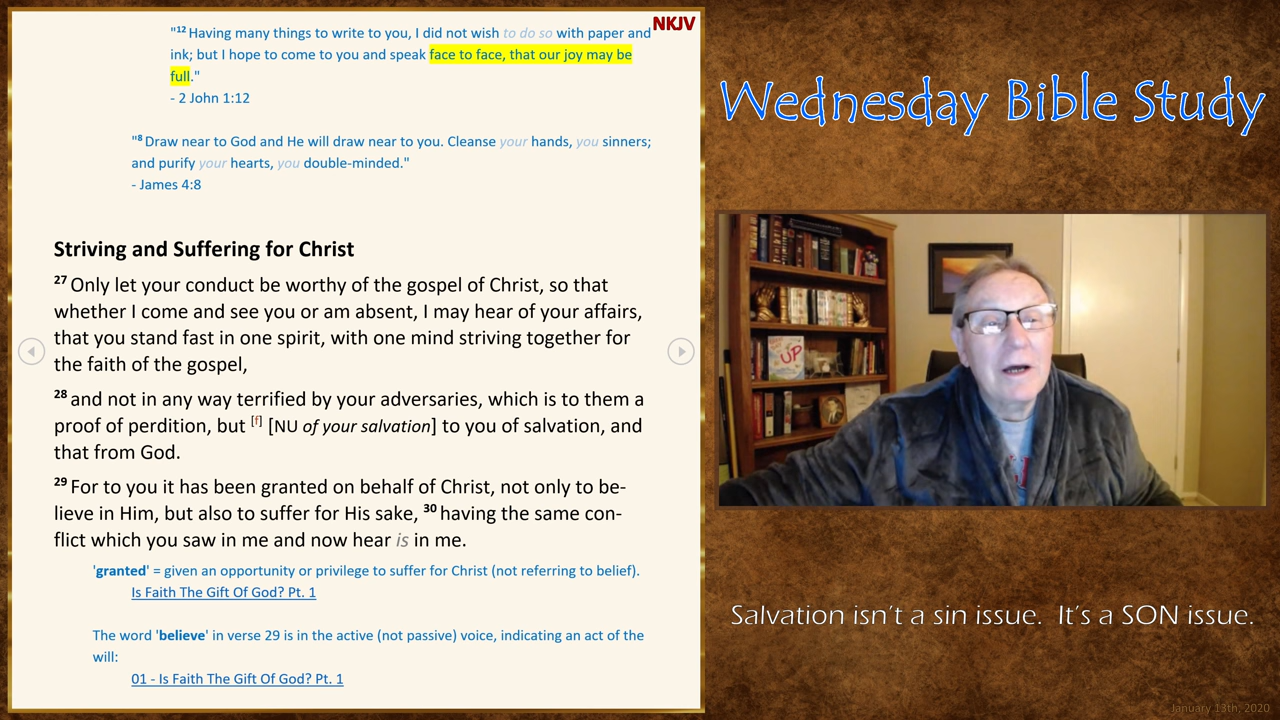 "12 Having many things to write to you, I did not wish to do so with paper and
NKJV
ink; but I hope to come to you and speak face to face, that our joy may be
full."
- 2 John 1:12
"8 Draw near to God and He will draw near to you. Cleanse your hands, you sinners;
and purify your hearts, you double-minded."
- James 4:8
Striving and Suffering for Christ
27 Only let your conduct be worthy of the gospel of Christ, so that
whether I come and see you or am absent, I may hear of your affairs,
that you stand fast in one spirit, with one mind striving together for
the faith of the gospel,
28 and not in any way terrified by your adversaries, which is to them a
proof of perdition, but [f] [NU of your salvation] to you of salvation, and
that from God.
29 For to you it has been granted on behalf of Christ, not only to be-
lieve in Him, but also to suffer for His sake, 30 having the same con-
flict which you saw in me and now hear is in me.
'granted' = given an opportunity or privilege to suffer for Christ (not referring to belief).
Is Faith The Gift Of God? Pt. 1
The word 'believe' in verse 29 is in the active (not passive) voice, indicating an act of the
will:
01 - Is Faith The Gift Of God? Pt. 1
Wednesday Bible Study
UP
Salvation isn't a sin issue. It's a SON issue.
January 13th, 2020